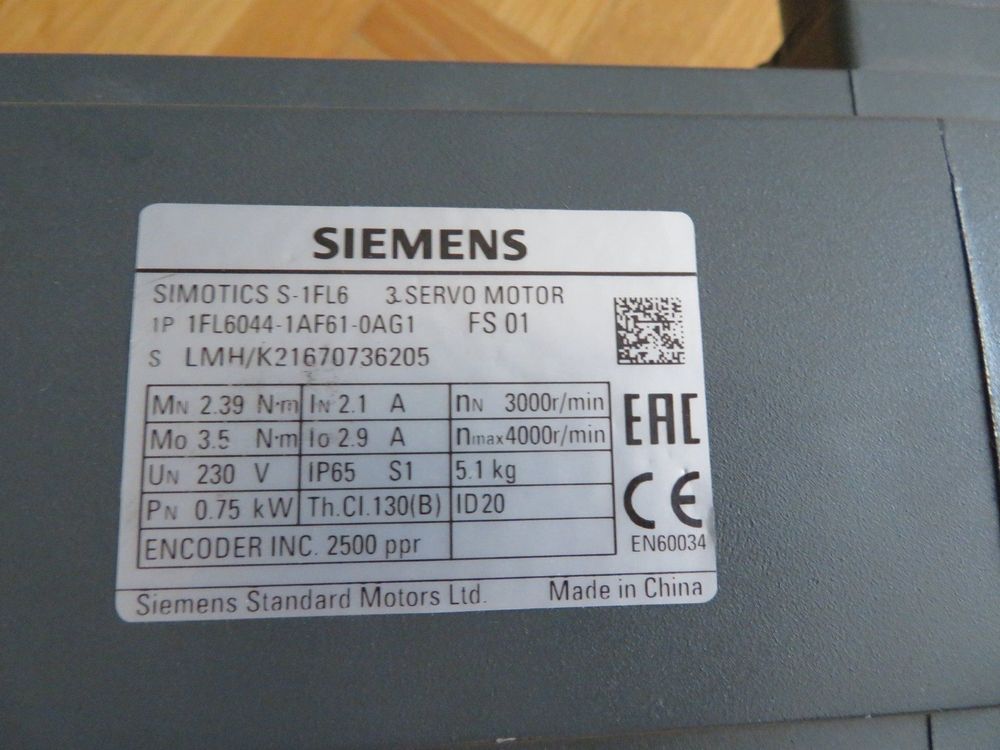 SIEMENS
SIMOTICS S-1FL6 3~SERVO MOTOR
1P 1FL6044-1AF61-0AG1 FS 01
S LMH/K21670736205
MN 2.39 N·m IN 2.1 A nN 3000r/min
Mo 3.5 N·m Io 2.9 A nmax4000r/min
UN 230 V IP65 S1 5.1 kg
PN 0.75 kW Th.Cl.130(B) ID20
ENCODER INC. 2500 ppr
EAC
CE
EN60034
Siemens Standard Motors Ltd. Made in China